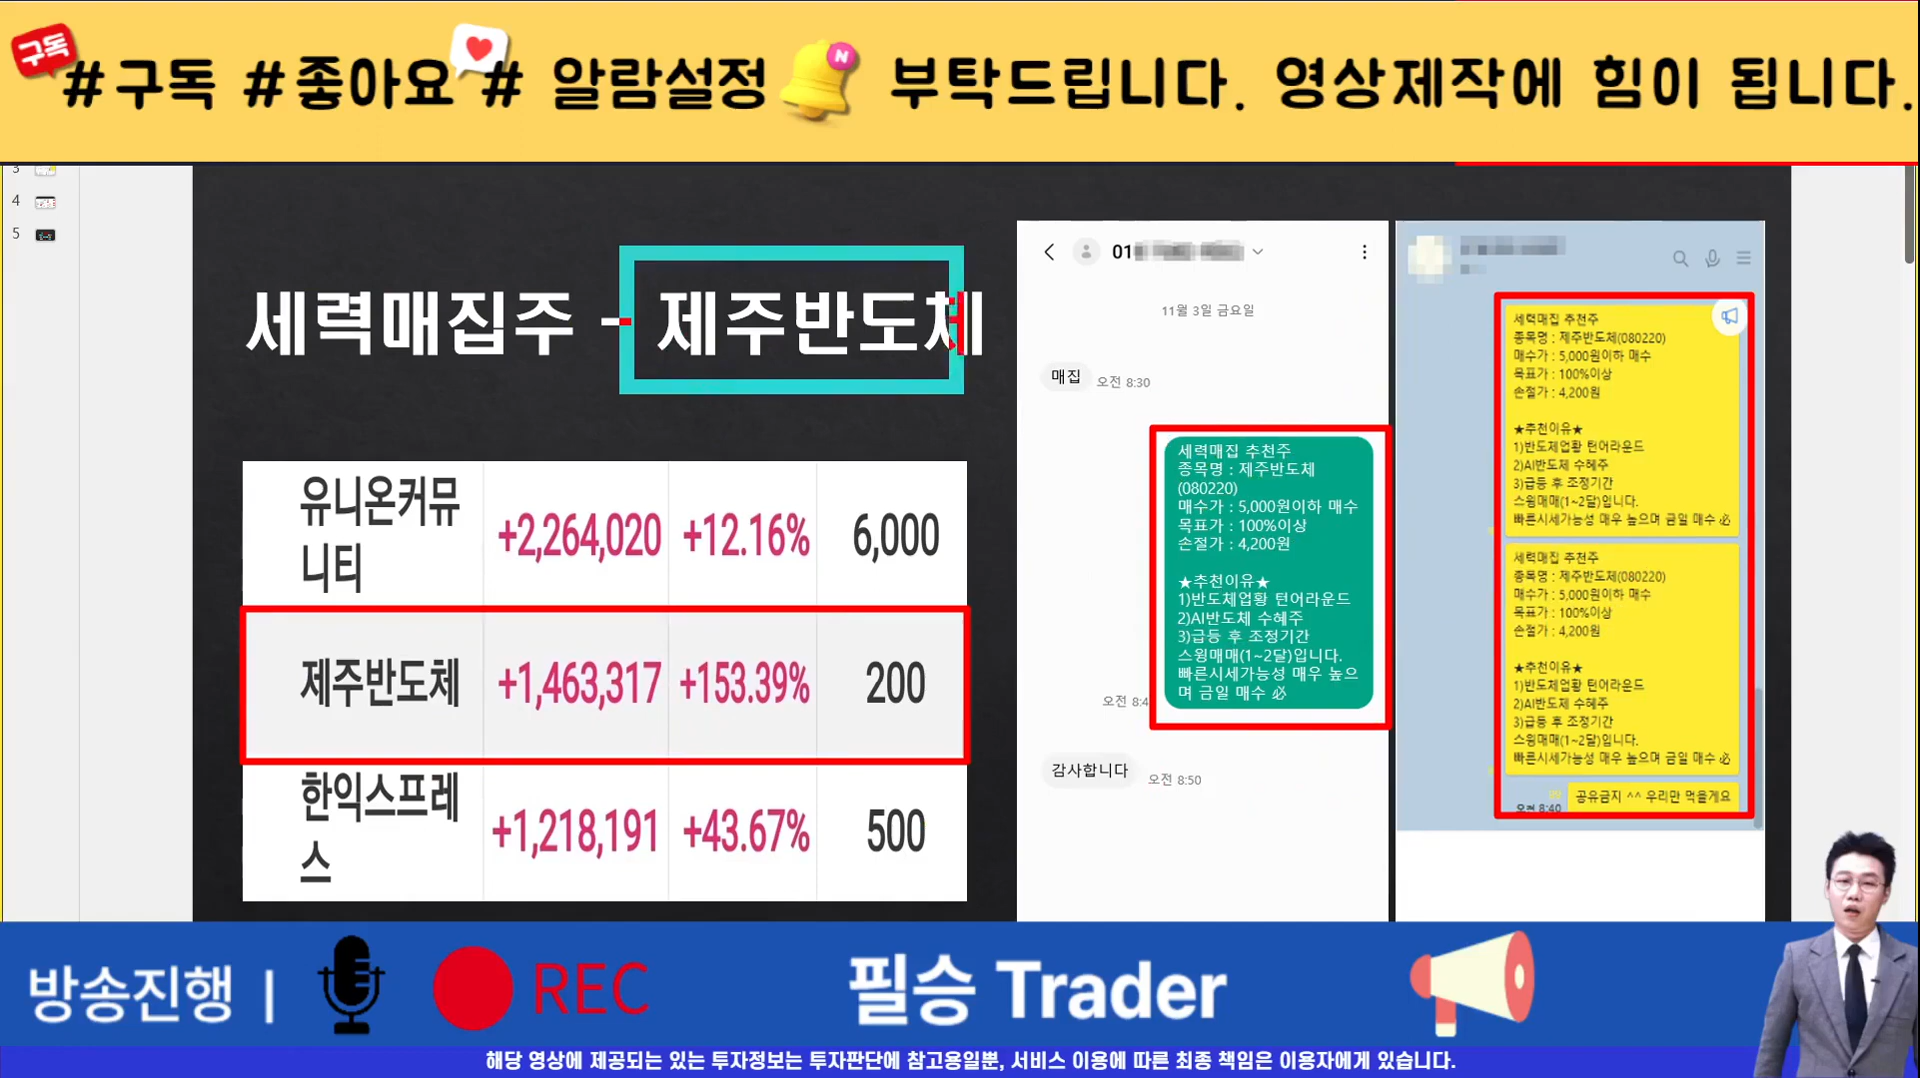 구독
#구독 #좋아요 # 알람설정 N 부탁드립니다. 영상제작에 힘이 됩니다.
3
4
5
세력매집주 - 제주반도체
유니온커뮤니티 +2,264,020 +12.16% 6,000
제주반도체 +1,463,317 +153.39% 200
한익스프레스 +1,218,191 +43.67% 500
01
11월 3일 금요일
매집 오전 8:30
세력매집 추천주
종목명 : 제주반도체
(080220)
매수가 : 5,000원이하 매수
목표가 : 100%이상
손절가 : 4,200원
★추천이유★
1)반도체업황 턴어라운드
2)AI반도체 수혜주
3)급등 후 조정기간
스윙매매(1~2달)입니다.
빠른시세가능성 매우 높으
며 금일 매수 必
오전 8:4
감사합니다 오전 8:50
세력매집 추천주
종목명 : 제주반도체(080220)
매수가 : 5,000원이하 매수
목표가 : 100%이상
손절가 : 4,200원
★추천이유★
1)반도체업황 턴어라운드
2)AI반도체 수혜주
3)급등 후 조정기간
스윙매매(1~2달)입니다.
빠른시세가능성 매우 높으며 금일 매수 必
세력매집 추천주
종목명 : 제주반도체(080220)
매수가 : 5,000원이하 매수
목표가 : 100%이상
손절가 : 4,200원
★추천이유★
1)반도체업황 턴어라운드
2)AI반도체 수혜주
3)급등 후 조정기간
스윙매매(1~2달)입니다.
빠른시세가능성 매우 높으며 금일 매수 必
오전 8:40 공유금지 ^^ 우리만 먹을게요
방송진행 | REC 필승 Trader
해당 영상에 제공되는 있는 투자정보는 투자판단에 참고용일뿐, 서비스 이용에 따른 최종 책임은 이용자에게 있습니다.